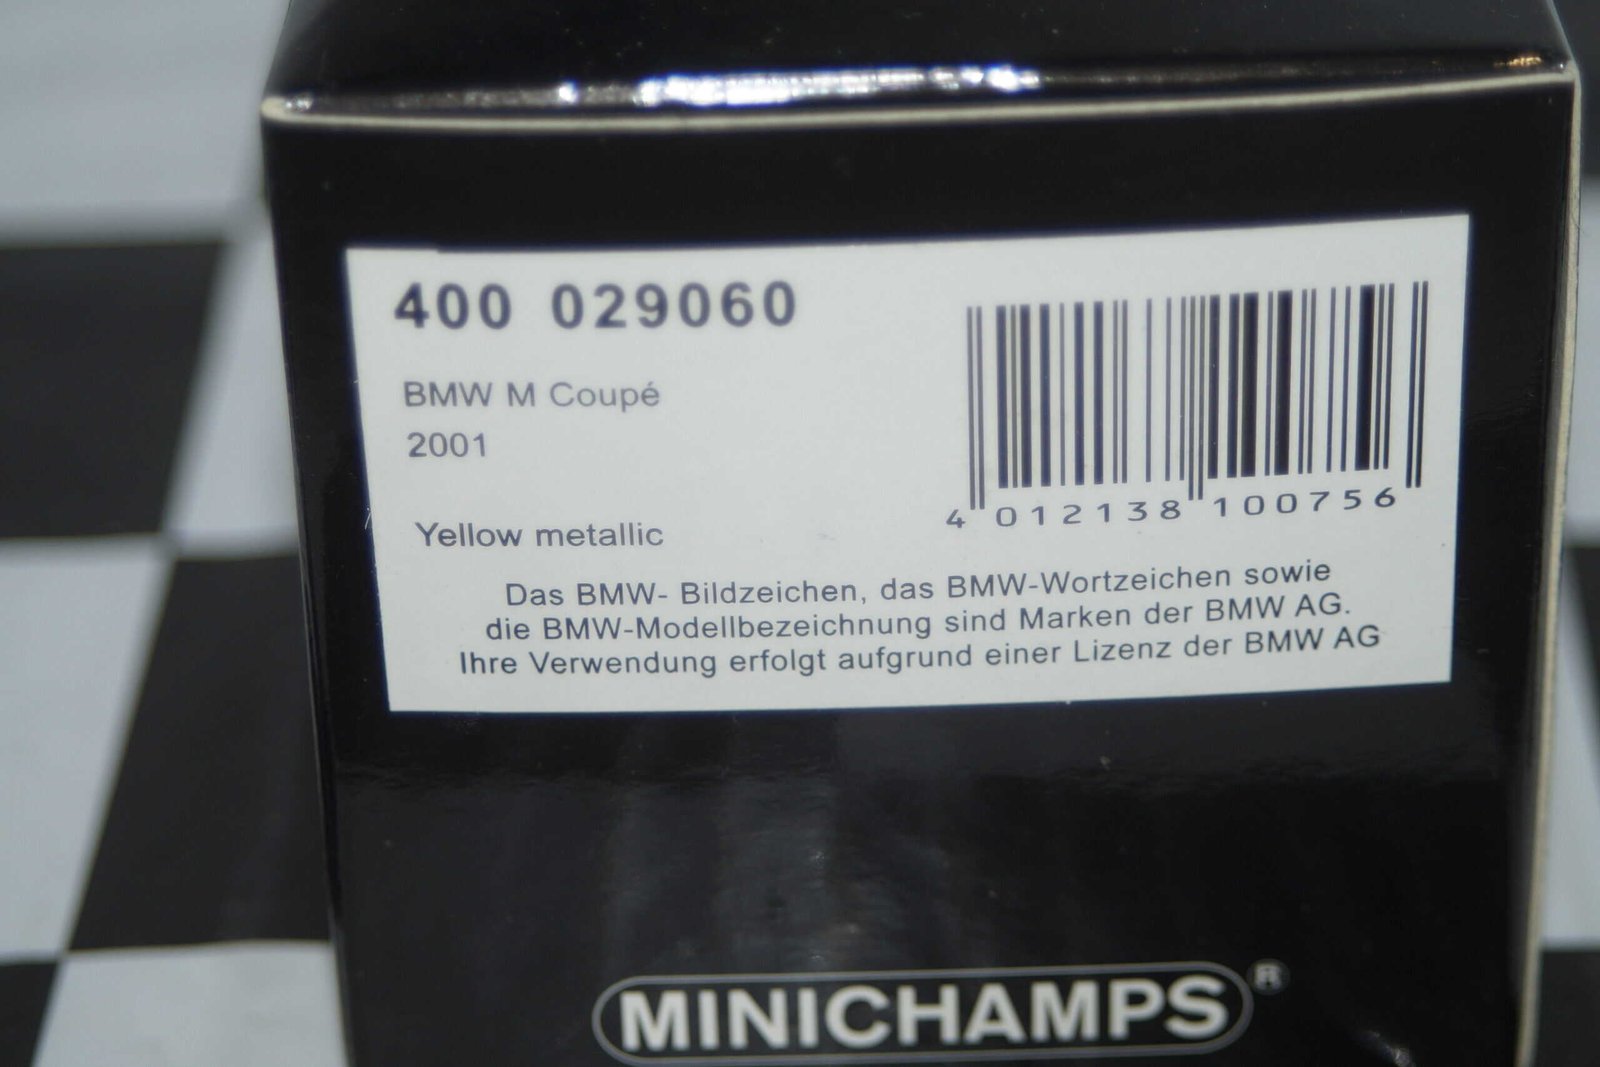 400 029060
BMW M Coupé
2001
Yellow metallic
4 012138 100756
Das BMW- Bildzeichen, das BMW-Wortzeichen sowie
die BMW-Modellbezeichnung sind Marken der BMW AG.
Ihre Verwendung erfolgt aufgrund einer Lizenz der BMW AG
MINICHAMPS®